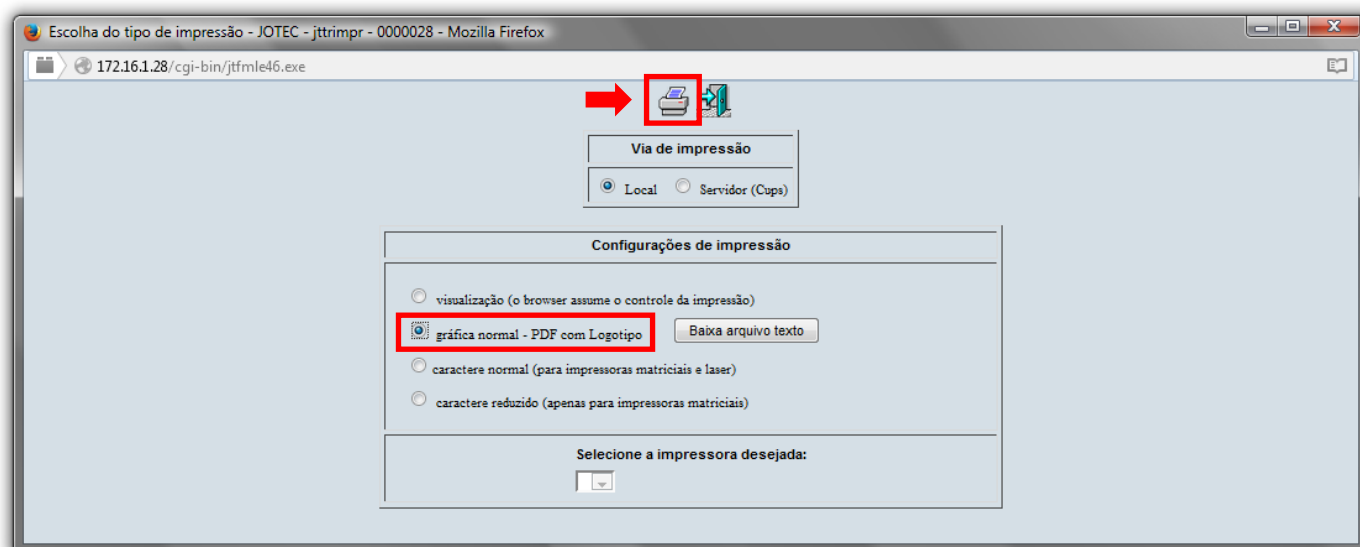 Escolha do tipo de impressão - JOTEC - jttrimpr - 0000028 - Mozilla Firefox
172.16.1.28/cgi-bin/jtfmle46.exe
Via de impressão
Local Servidor (Cups)
Configurações de impressão
visualização (o browser assume o controle da impressão)
gráfica normal - PDF com Logotipo Baixa arquivo texto
caractere normal (para impressoras matriciais e laser)
caractere reduzido (apenas para impressoras matriciais)
Selecione a impressora desejada: